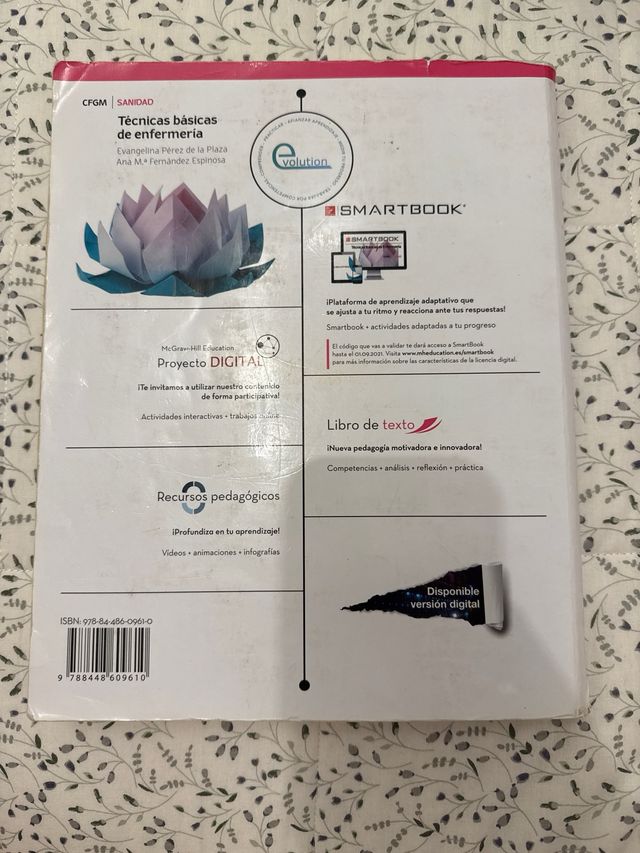 CFGM | SANIDAD
Técnicas básicas
de enfermería
Evangelina Pérez de la Plaza
Ana M.ª Fernández Espinosa
evolution
SMARTBOOK®
SMARTBOOK
Técnicas básicas de enfermería
¡Plataforma de aprendizaje adaptativo que
se ajusta a tu ritmo y reacciona ante tus respuestas!
Smartbook + actividades adaptadas a tu progreso
El código que vas a validar te dará acceso a SmartBook
hasta el 01.09.2021. Visita www.mheducation.es/smartbook
para más información sobre las características de la licencia digital.
McGraw-Hill Education
Proyecto DIGITAL
¡Te invitamos a utilizar nuestro contenido
de forma participativa!
Actividades interactivas + trabajos online
Libro de texto
¡Nueva pedagogía motivadora e innovadora!
Competencias + análisis + reflexión + práctica
Recursos pedagógicos
¡Profundiza en tu aprendizaje!
Vídeos + animaciones + infografías
Disponible
versión digital
ISBN: 978-84-486-0961-0
9 788448 609610